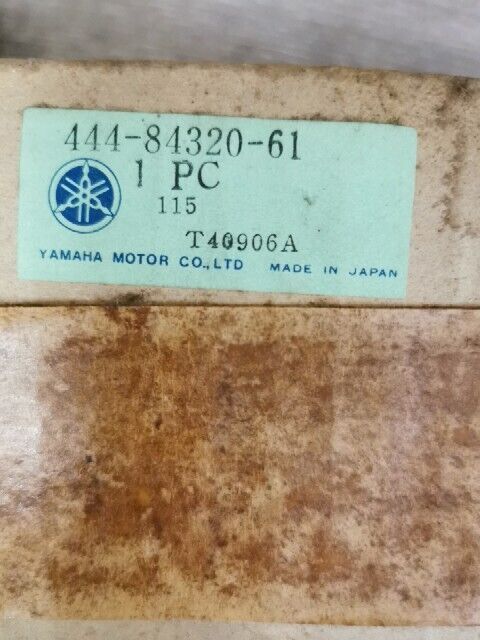 444-84320-61
1 PC
115
T40906A
YAMAHA MOTOR CO.,LTD MADE IN JAPAN